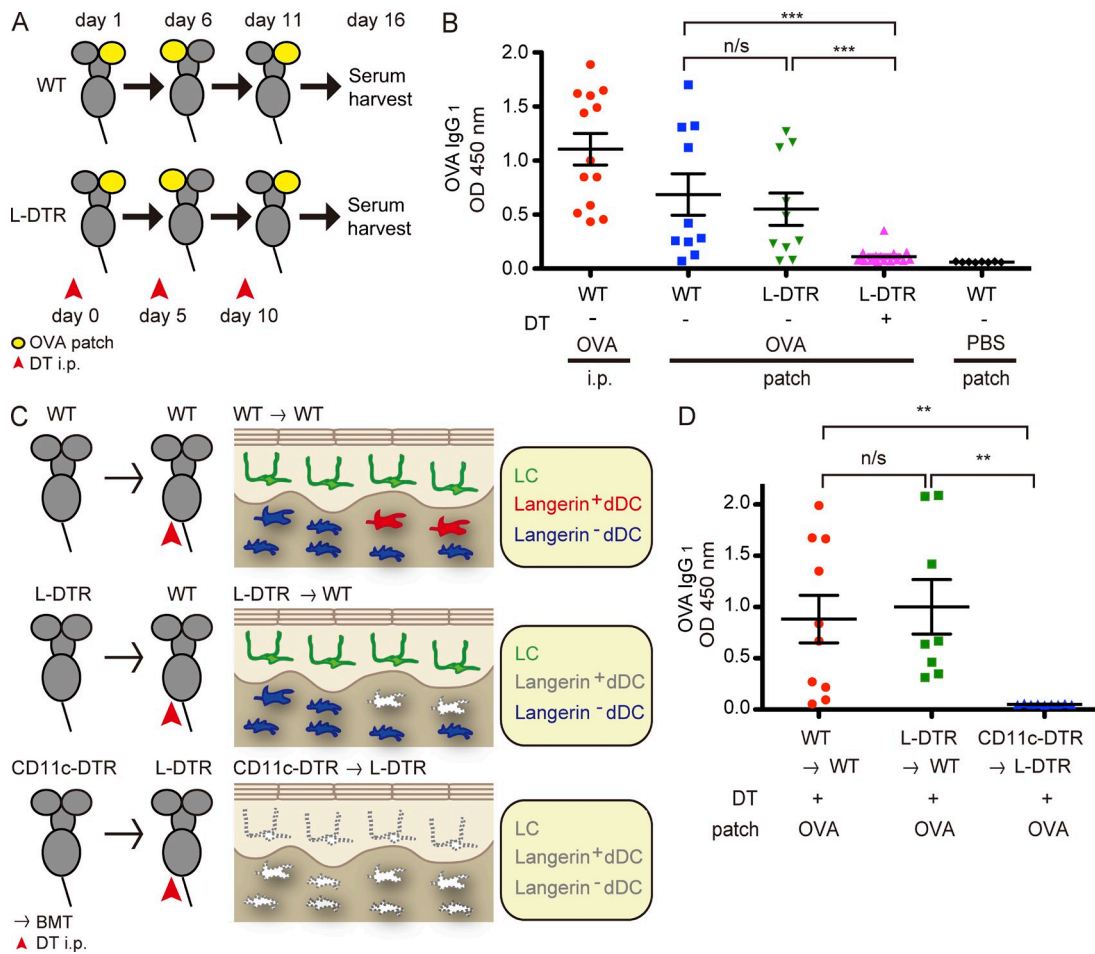 A
day 1 day 6 day 11 day 16
WT
Serum
harvest
L-DTR
Serum
harvest
day 0 day 5 day 10
OVA patch
DT i.p.
B
***
n/s ***
OVA IgG 1
OD 450 nm
2.0
1.5
1.0
0.5
0.0
WT WT L-DTR L-DTR WT
DT - - - + -
OVA OVA PBS
i.p. patch patch
C
WT WT WT → WT
LC
Langerin+dDC
Langerin-dDC
L-DTR WT L-DTR → WT
LC
Langerin+dDC
Langerin-dDC
CD11c-DTR L-DTR CD11c-DTR → L-DTR
LC
Langerin+dDC
Langerin-dDC
→ BMT
DT i.p.
D
**
n/s **
OVA IgG 1
OD 450 nm
2.0
1.5
1.0
0.5
0.0
WT L-DTR CD11c-DTR
→ WT → WT → L-DTR
DT + + +
patch OVA OVA OVA